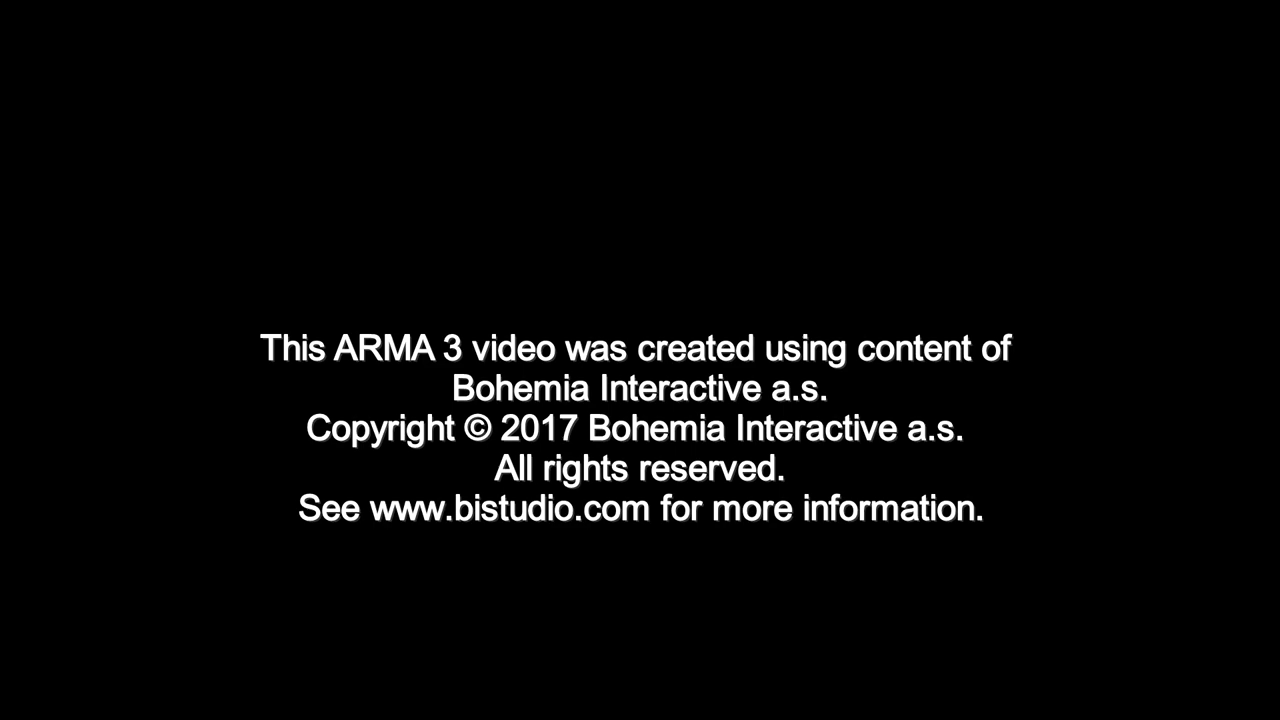 This ARMA 3 video was created using content of
Bohemia Interactive a.s.
Copyright © 2017 Bohemia Interactive a.s.
All rights reserved.
See www.bistudio.com for more information.